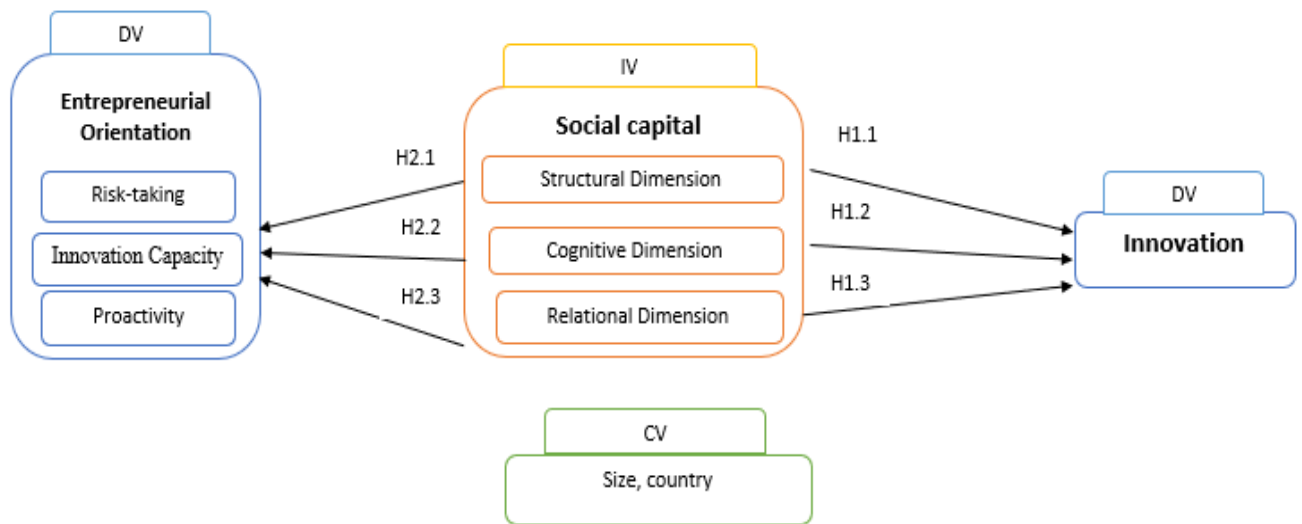 DV
Entrepreneurial
Orientation
Risk-taking
Innovation Capacity
Proactivity
H2.1
H2.2
H2.3
IV
Social capital
Structural Dimension
Cognitive Dimension
Relational Dimension
H1.1
H1.2
H1.3
DV
Innovation
CV
Size, country